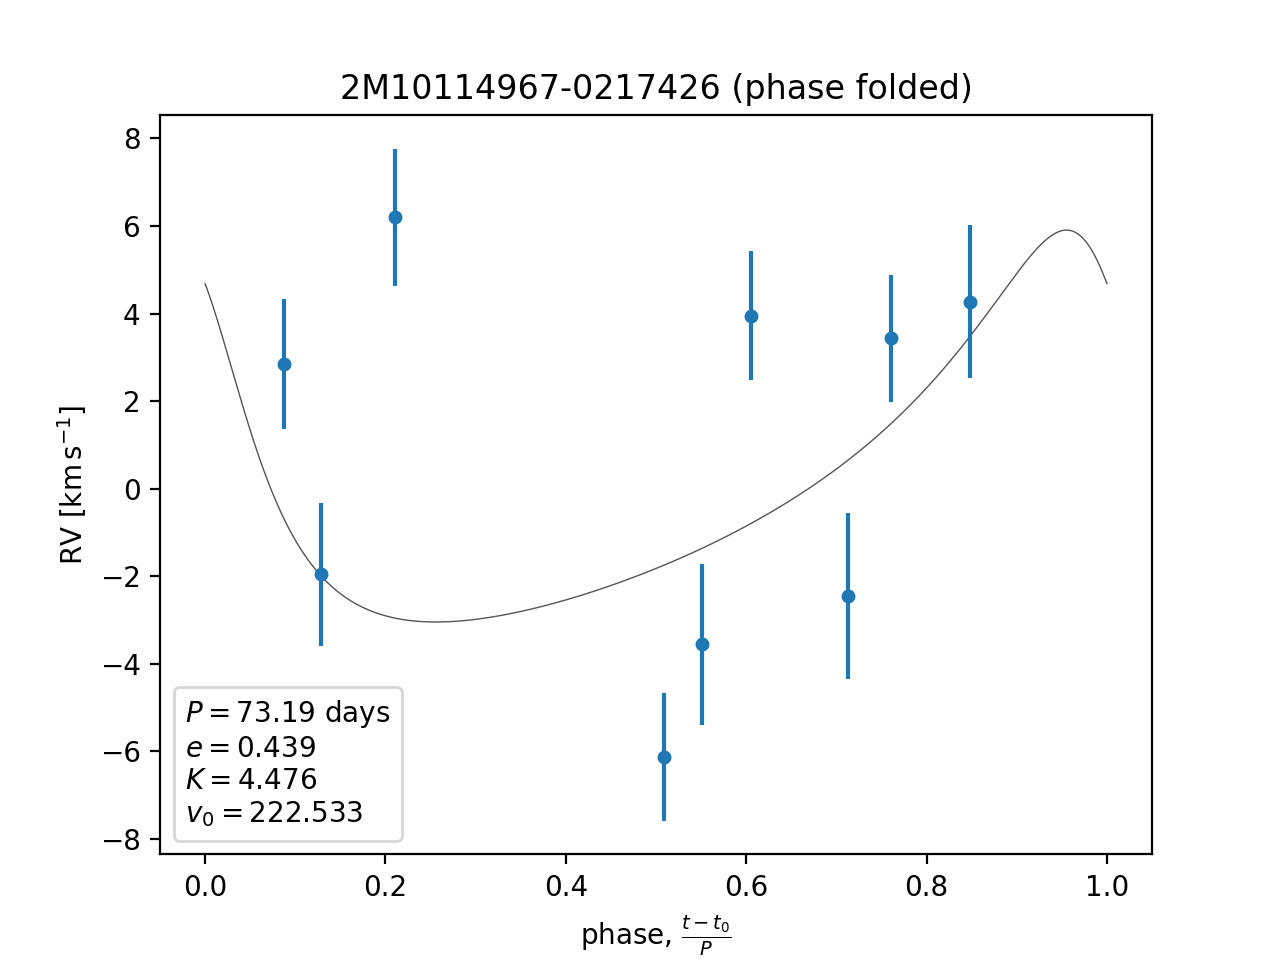 2M10114967-0217426 (phase folded)
8
6
4
2
0
−2
−4
−6
−8
RV [km s⁻¹]
P = 73.19 days
e = 0.439
K = 4.476
v₀ = 222.533
0.0 0.2 0.4 0.6 0.8 1.0
phase, (t − t₀)/P